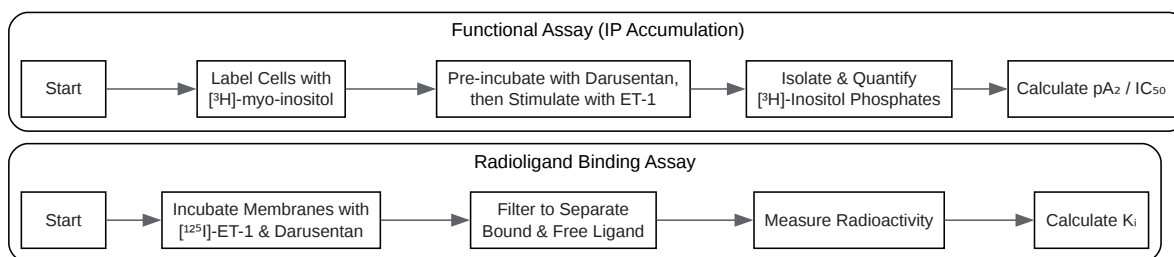 Functional Assay (IP Accumulation)
Start
Label Cells with
[³H]-myo-inositol
Pre-incubate with Darusentan,
then Stimulate with ET-1
Isolate & Quantify
[³H]-Inositol Phosphates
Calculate pA₂ / IC₅₀
Radioligand Binding Assay
Start
Incubate Membranes with
[¹²⁵I]-ET-1 & Darusentan
Filter to Separate
Bound & Free Ligand
Measure Radioactivity
Calculate Kᵢ